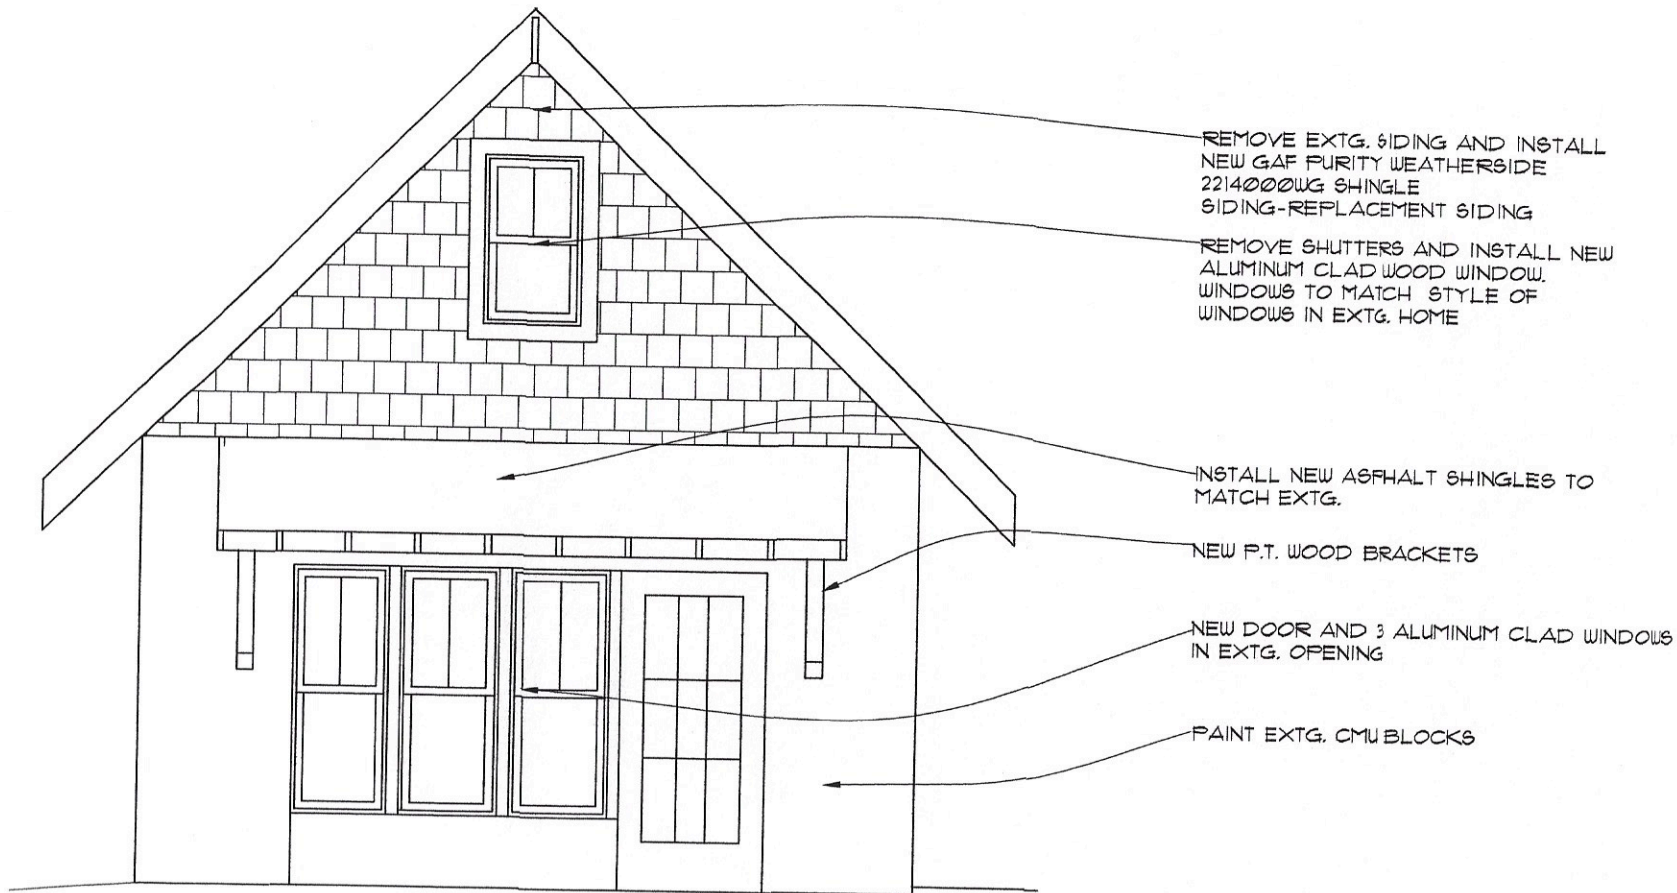 REMOVE EXTG. SIDING AND INSTALL
NEW GAF PURITY WEATHERSIDE
2214000WG SHINGLE
SIDING-REPLACEMENT SIDING
REMOVE SHUTTERS AND INSTALL NEW
ALUMINUM CLAD WOOD WINDOW.
WINDOWS TO MATCH STYLE OF
WINDOWS IN EXTG. HOME
INSTALL NEW ASPHALT SHINGLES TO
MATCH EXTG.
NEW P.T. WOOD BRACKETS
NEW DOOR AND 3 ALUMINUM CLAD WINDOWS
IN EXTG. OPENING
PAINT EXTG. CMU BLOCKS